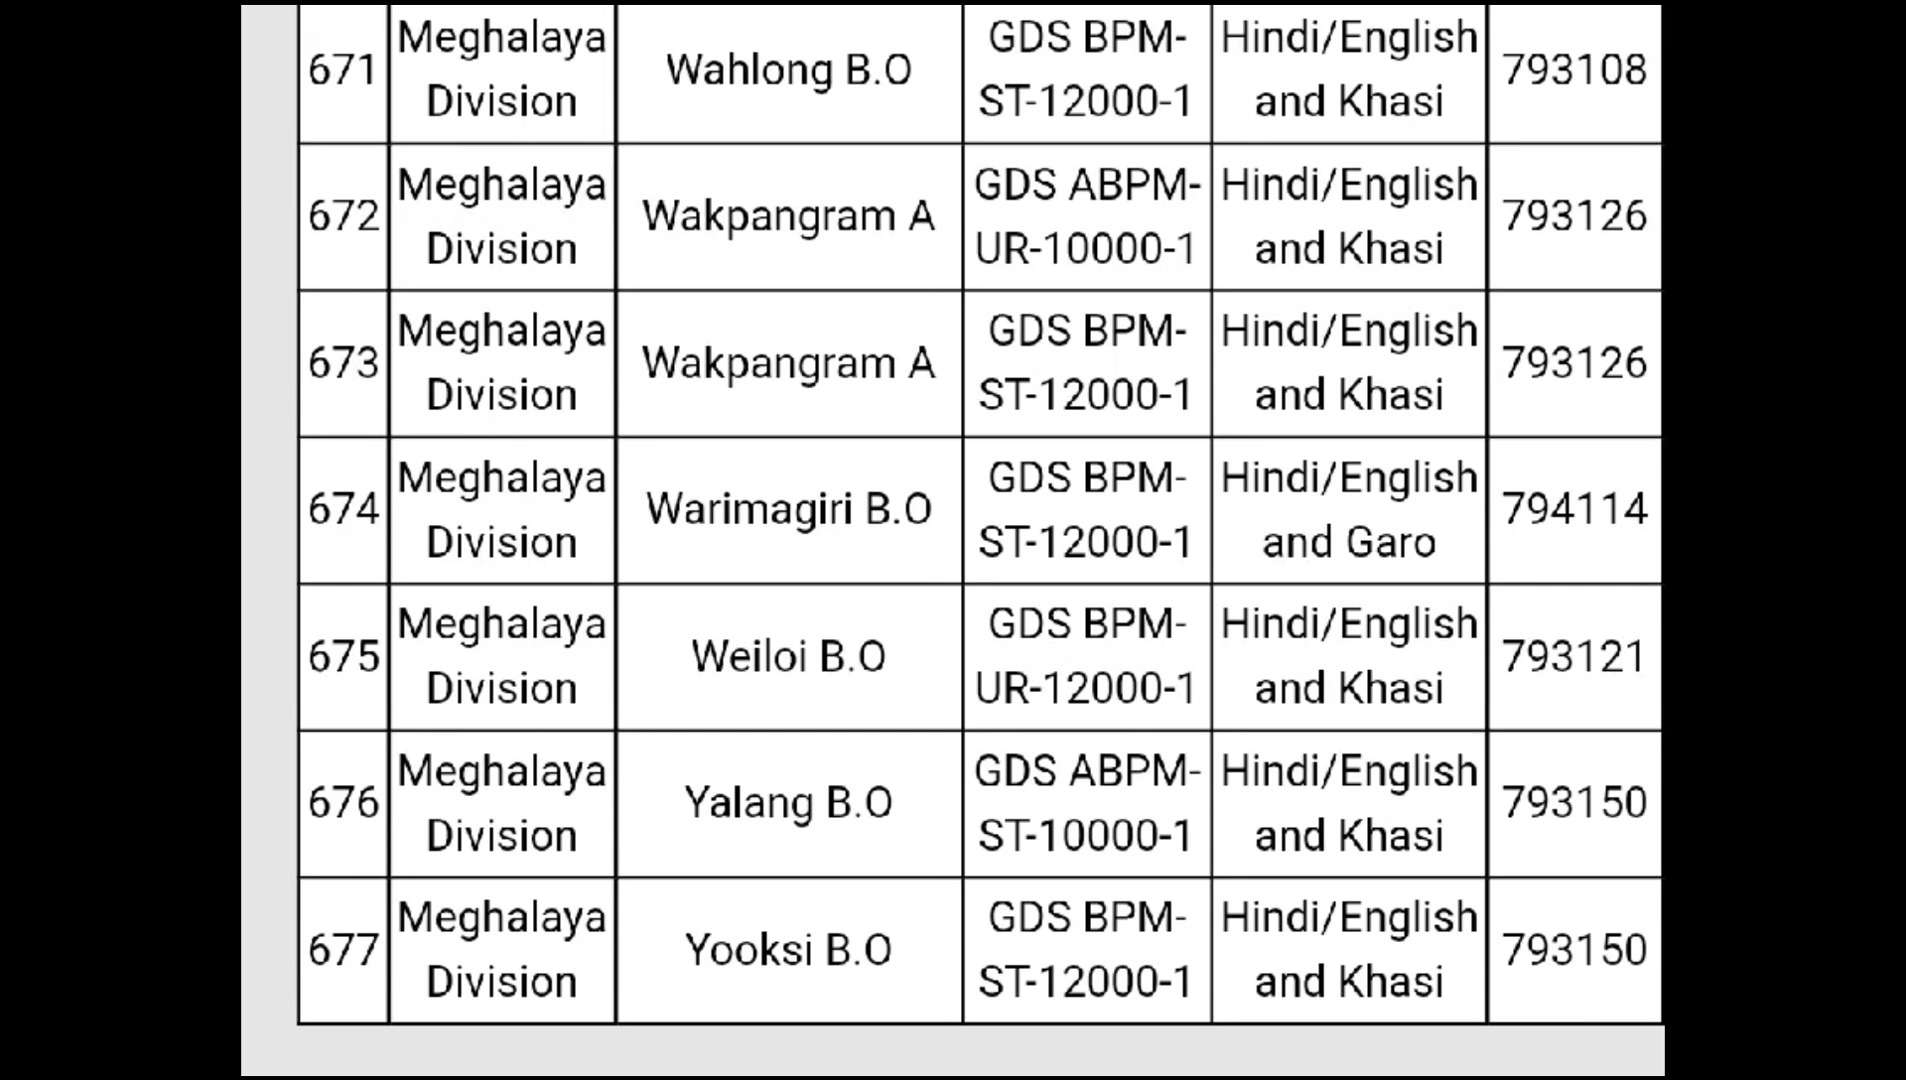 671 Meghalaya Division Wahlong B.O GDS BPM-ST-12000-1 Hindi/English and Khasi 793108
672 Meghalaya Division Wakpangram A GDS ABPM-UR-10000-1 Hindi/English and Khasi 793126
673 Meghalaya Division Wakpangram A GDS BPM-ST-12000-1 Hindi/English and Khasi 793126
674 Meghalaya Division Warimagiri B.O GDS BPM-ST-12000-1 Hindi/English and Garo 794114
675 Meghalaya Division Weiloi B.O GDS BPM-UR-12000-1 Hindi/English and Khasi 793121
676 Meghalaya Division Yalang B.O GDS ABPM-ST-10000-1 Hindi/English and Khasi 793150
677 Meghalaya Division Yooksi B.O GDS BPM-ST-12000-1 Hindi/English and Khasi 793150